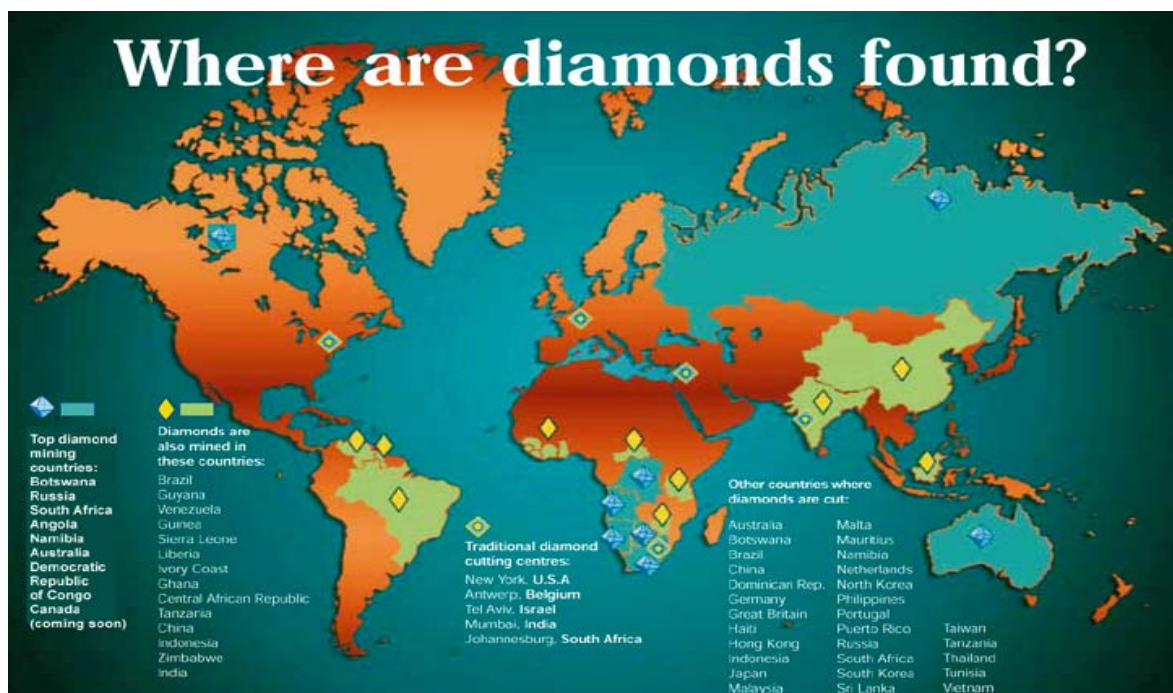 Where are diamonds found?
Top diamond
mining
countries:
Botswana
Russia
South Africa
Angola
Namibia
Australia
Democratic
Republic
of Congo
Canada
(coming soon)
Diamonds are
also mined in
these countries:
Brazil
Guyana
Venezuela
Guinea
Sierra Leone
Liberia
Ivory Coast
Ghana
Central African Republic
Tanzania
China
Indonesia
Zimbabwe
India
Traditional diamond
cutting centres:
New York, U.S.A
Antwerp, Belgium
Tel Aviv, Israel
Mumbai, India
Johannesburg, South Africa
Other countries where
diamonds are cut:
Australia
Botswana
Brazil
China
Dominican Rep.
Germany
Great Britain
Haiti
Hong Kong
Indonesia
Japan
Malaysia
Malta
Mauritius
Namibia
Netherlands
North Korea
Philippines
Portugal
Puerto Rico
Russia
South Africa
South Korea
Sri Lanka
Taiwan
Tanzania
Thailand
Tunisia
Vietnam